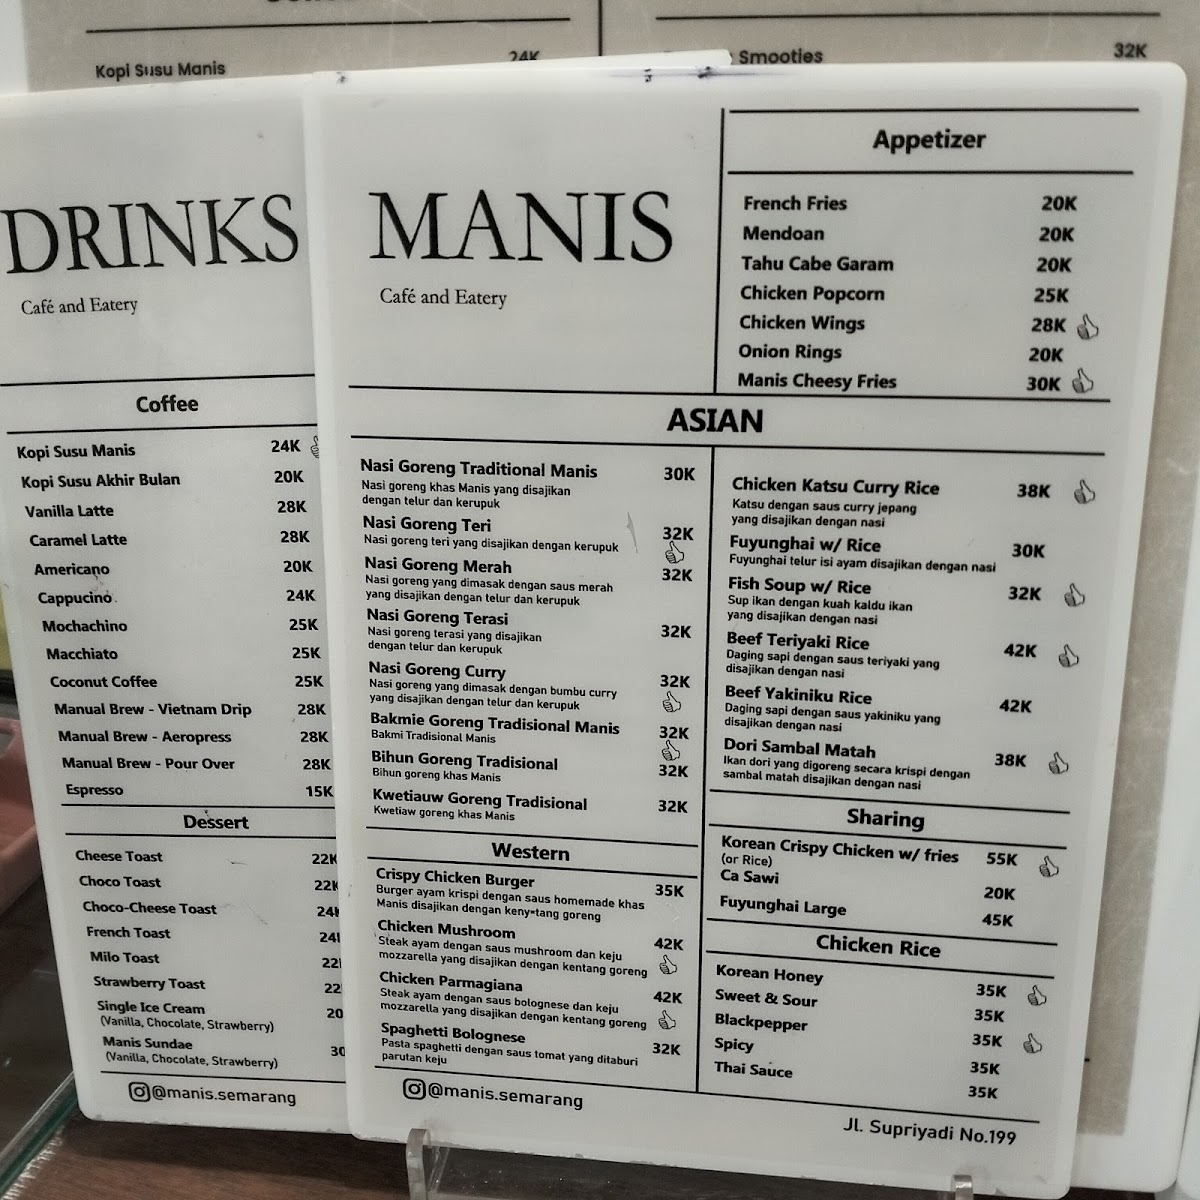 Kopi Susu Manis 24K
Smooties 32K
DRINKS
Café and Eatery
Coffee
Kopi Susu Manis 24K
Kopi Susu Akhir Bulan 20K
Vanilla Latte 28K
Caramel Latte 28K
Americano 20K
Cappucino 24K
Mochachino 25K
Macchiato 25K
Coconut Coffee 25K
Manual Brew - Vietnam Drip 28K
Manual Brew - Aeropress 28K
Manual Brew - Pour Over 28K
Espresso 15K
Dessert
Cheese Toast 22K
Choco Toast 22K
Choco-Cheese Toast 24K
French Toast 24
Milo Toast 22
Strawberry Toast 22
Single Ice Cream 20
(Vanilla, Chocolate, Strawberry)
Manis Sundae 30
(Vanilla, Chocolate, Strawberry)
@manis.semarang
MANIS
Café and Eatery
Appetizer
French Fries 20K
Mendoan 20K
Tahu Cabe Garam 20K
Chicken Popcorn 25K
Chicken Wings 28K
Onion Rings 20K
Manis Cheesy Fries 30K
ASIAN
Nasi Goreng Traditional Manis 30K
Nasi goreng khas Manis yang disajikan
dengan telur dan kerupuk
Nasi Goreng Teri 32K
Nasi goreng teri yang disajikan dengan kerupuk
Nasi Goreng Merah 32K
Nasi goreng yang dimasak dengan saus merah
yang disajikan dengan telur dan kerupuk
Nasi Goreng Terasi 32K
Nasi goreng terasi yang disajikan
dengan telur dan kerupuk
Nasi Goreng Curry 32K
Nasi goreng yang dimasak dengan bumbu curry
yang disajikan dengan telur dan kerupuk
Bakmie Goreng Tradisional Manis 32K
Bakmi Tradisional Manis
Bihun Goreng Tradisional 32K
Bihun goreng khas Manis
Kwetiauw Goreng Tradisional 32K
Kwetiaw goreng khas Manis
Chicken Katsu Curry Rice 38K
Katsu dengan saus curry jepang
yang disajikan dengan nasi
Fuyunghai w/ Rice 30K
Fuyunghai telur isi ayam disajikan dengan nasi
Fish Soup w/ Rice 32K
Sup ikan dengan kuah kaldu ikan
yang disajikan dengan nasi
Beef Teriyaki Rice 42K
Daging sapi dengan saus teriyaki yang
disajikan dengan nasi
Beef Yakiniku Rice 42K
Daging sapi dengan saus yakiniku yang
disajikan dengan nasi
Dori Sambal Matah 38K
Ikan dori yang digoreng secara krispi dengan
sambal matah disajikan dengan nasi
Western
Crispy Chicken Burger 35K
Burger ayam krispi dengan saus homemade khas
Manis disajikan dengan keny=tang goreng
Chicken Mushroom 42K
Steak ayam dengan saus mushroom dan keju
mozzarella yang disajikan dengan kentang goreng
Chicken Parmagiana 42K
Steak ayam dengan saus bolognese dan keju
mozzarella yang disajikan dengan kentang goreng
Spaghetti Bolognese 32K
Pasta spaghetti dengan saus tomat yang ditaburi
parutan keju
Sharing
Korean Crispy Chicken w/ fries 55K
(or Rice)
Ca Sawi 20K
Fuyunghai Large 45K
Chicken Rice
Korean Honey 35K
Sweet & Sour 35K
Blackpepper 35K
Spicy 35K
Thai Sauce 35K
@manis.semarang
Jl. Supriyadi No.199